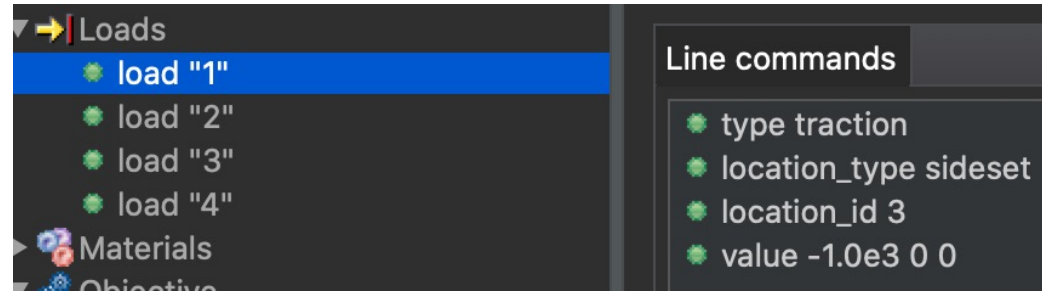 Loads
load "1"
load "2"
load "3"
load "4"
Materials
Objective
Line commands
type traction
location_type sideset
location_id 3
value -1.0e3 0 0